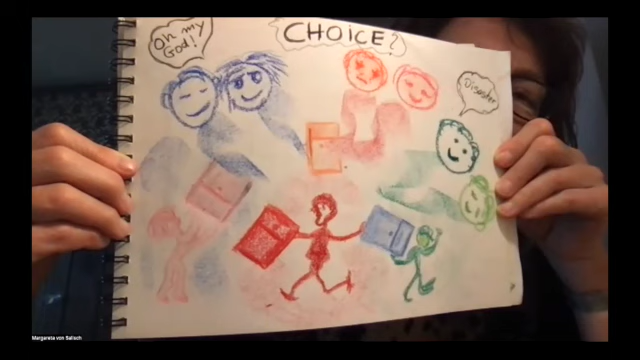 Oh my
God!
CHOICE?
Disaster
Margareta von Salisch